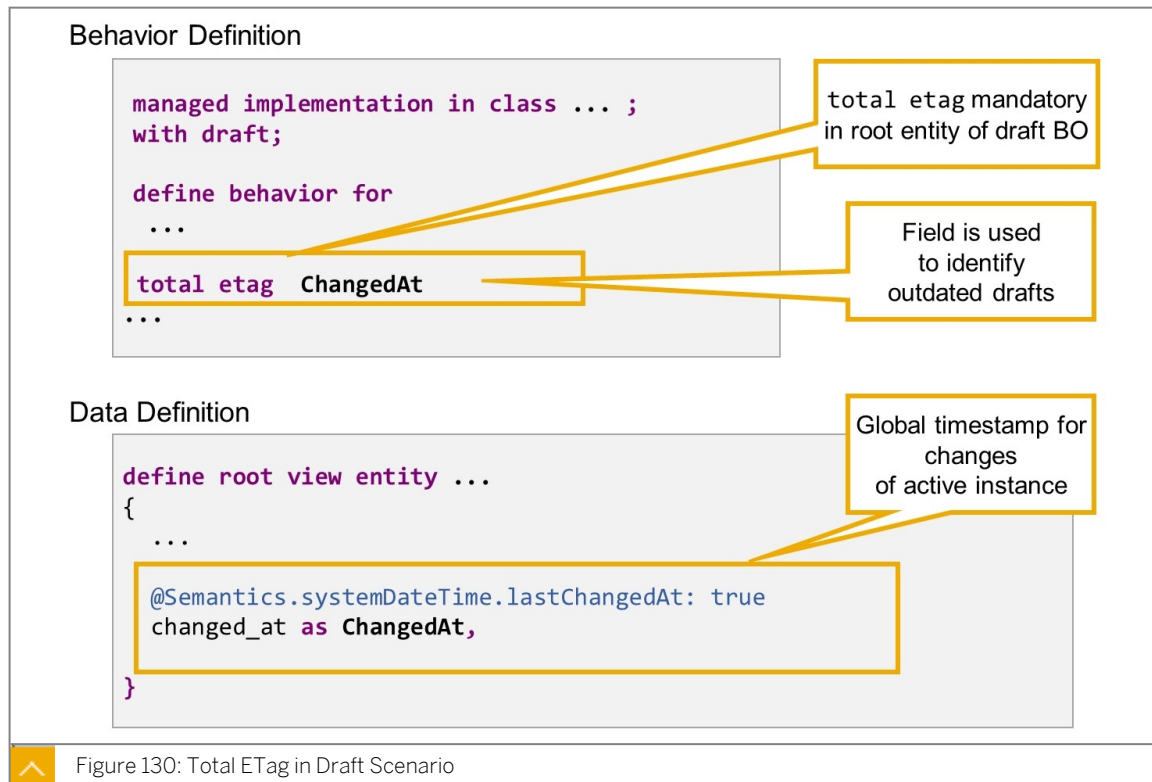 Behavior Definition
managed implementation in class ... ;
with draft;
define behavior for
...
total etag ChangedAt
...
total etag mandatory
in root entity of draft BO
Field is used
to identify
outdated drafts
Data Definition
define root view entity ...
{
...
@Semantics.systemDateTime.lastChangedAt: true
changed_at as ChangedAt,
}
Global timestamp for
changes
of active instance
Figure 130: Total ETag in Draft Scenario